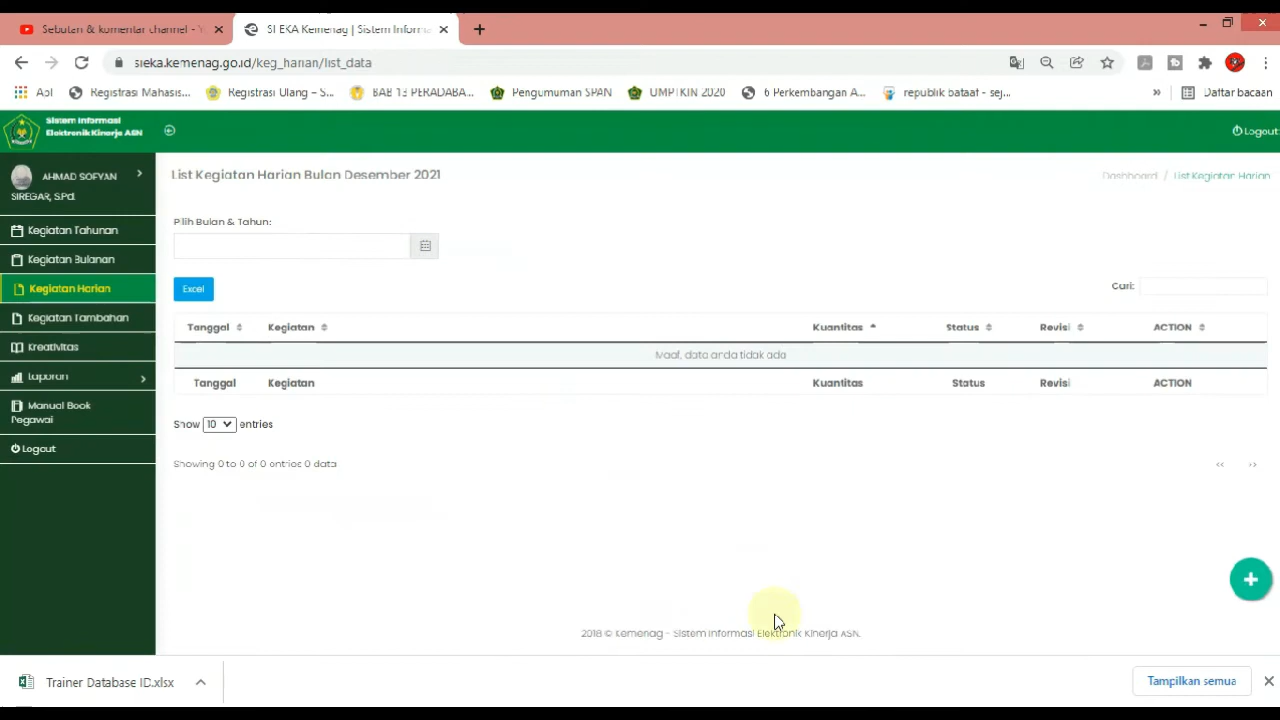 Sebutan & komentar channel - Y
SI EKA Kemenag | Sistem Informa
sieka.kemenag.go.id/keg_harian/list_data
Apl
Registrasi Mahasis...
Registrasi Ulang – S...
BAB 13 PERADABA...
Pengumuman SPAN
UMPTKIN 2020
6 Perkembangan A...
republik bataaf - sej...
»
Daftar bacaan
Sistem Informasi
Elektronik Kinerja ASN
Logout
AHMAD SOFYAN
SIREGAR, S.Pd.
Kegiatan Tahunan
Kegiatan Bulanan
Kegiatan Harian
Kegiatan Tambahan
Kreativitas
Laporan
Manual Book
Pegawai
Logout
List Kegiatan Harian Bulan Desember 2021
Dashboard / List Kegiatan Harian
Pilih Bulan & Tahun:
Excel
Cari:
Tanggal Kegiatan Kuantitas Status Revisi ACTION
Maaf, data anda tidak ada
Tanggal Kegiatan Kuantitas Status Revisi ACTION
Show 10 entries
Showing 0 to 0 of 0 entries 0 data
‹‹ ››
2018 © Kemenag - Sistem Informasi Elektronik Kinerja ASN.
Trainer Database ID.xlsx
Tampilkan semua